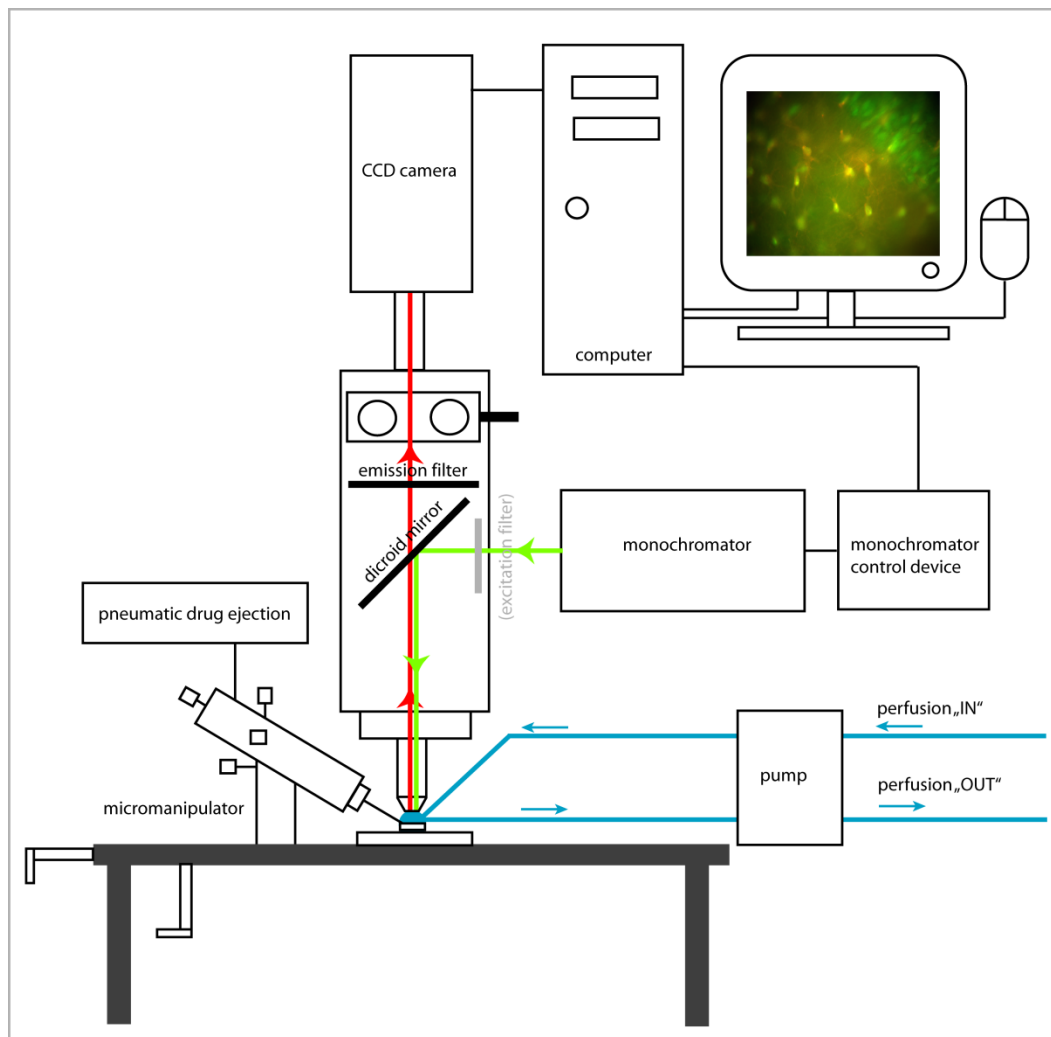 CCD camera
computer
emission filter
dicroid mirror
(excitation filter)
monochromator
monochromator
control device
pneumatic drug ejection
perfusion„IN“
pump
perfusion„OUT“
micromanipulator